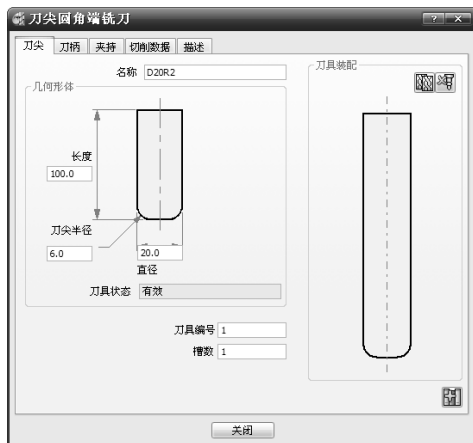 刀尖圆角端铣刀
刀尖 刀柄 夹持 切削数据 描述
名称 D20R2
几何形体
长度
100.0
刀尖半径
6.0
20.0
直径
刀具状态 有效
刀具编号 1
槽数 1
刀具装配
关闭